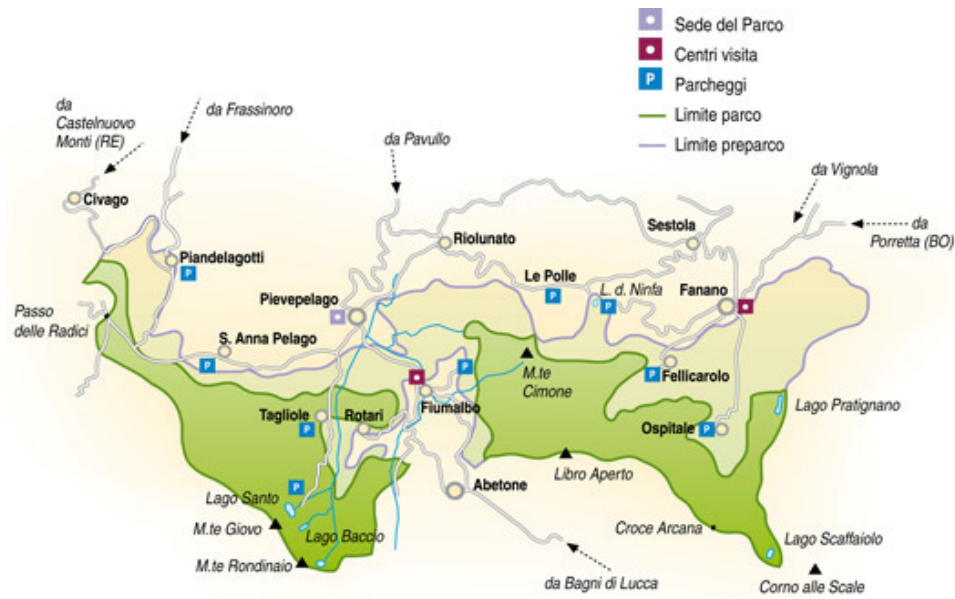 Sede del Parco
Centri visita
P
Parcheggi
Limite parco
Limite preparco
da
Castelnuovo
Monti (RE)
da Frassinoro
da Pavullo
da Vignola
da
Porretta (BO)
Civago
Piandelagotti
P
Riolunato
Sestola
Le Polle
P
L. d. Ninfa
P
Fanano
Pievepelago
Passo
delle Radici
S. Anna Pelago
P
P
M.te
Cimone
P
Fellicarolo
Fiumalbo
Tagliole
P
Rotari
Ospitale
P
Lago Pratignano
Libro Aperto
Abetone
P
Lago Santo
M.te Giovo
Lago Baccio
M.te Rondinaio
Croce Arcana
Lago Scaffaiolo
da Bagni di Lucca
Corno alle Scale